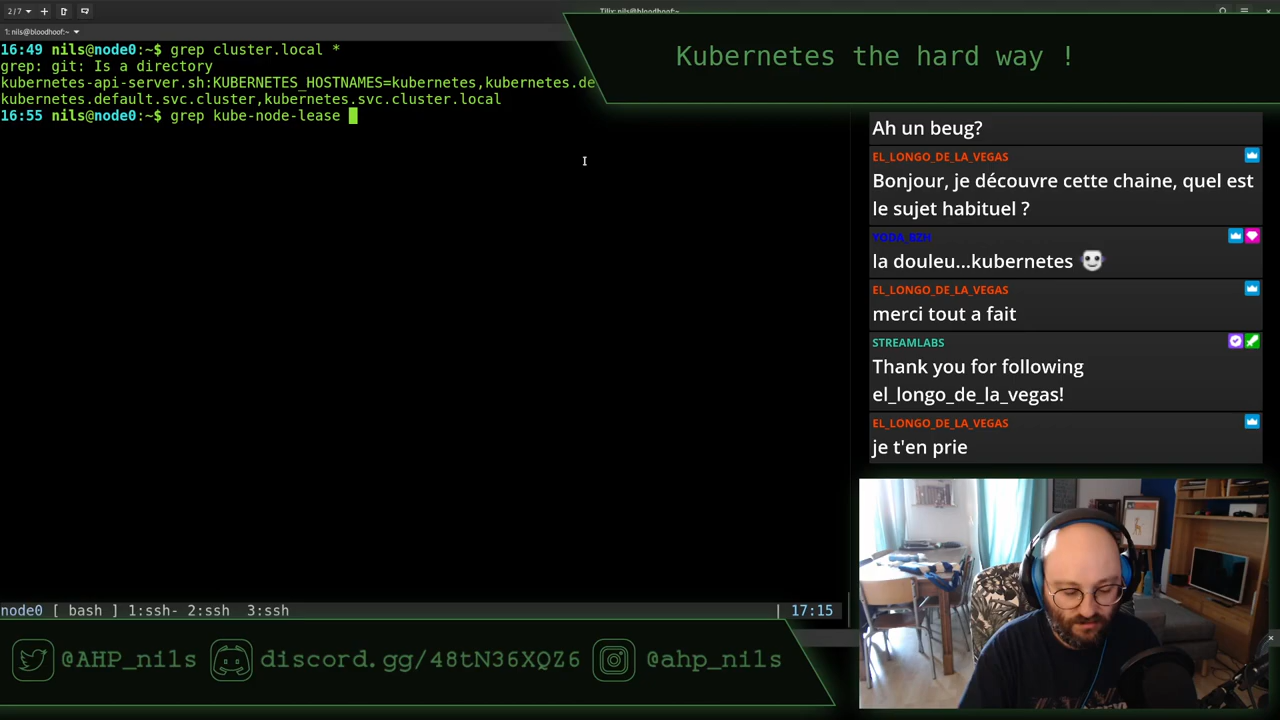 2/7
Tilix: nils@bloodhoof:~
1: nils@bloodhoof:~
16:49 nils@node0:~$ grep cluster.local *
grep: git: Is a directory
kubernetes-api-server.sh:KUBERNETES_HOSTNAMES=kubernetes,kubernetes.de
kubernetes.default.svc.cluster,kubernetes.svc.cluster.local
16:55 nils@node0:~$ grep kube-node-lease
node0 [ bash ] 1:ssh- 2:ssh 3:ssh | 17:15
Kubernetes the hard way !
Ah un beug?
EL_LONGO_DE_LA_VEGAS
Bonjour, je découvre cette chaine, quel est
le sujet habituel ?
YODA_BZH
la douleu...kubernetes
EL_LONGO_DE_LA_VEGAS
merci tout a fait
STREAMLABS
Thank you for following
el_longo_de_la_vegas!
EL_LONGO_DE_LA_VEGAS
je t'en prie
@AHP_nils discord.gg/48tN36XQZ6 @ahp_nils